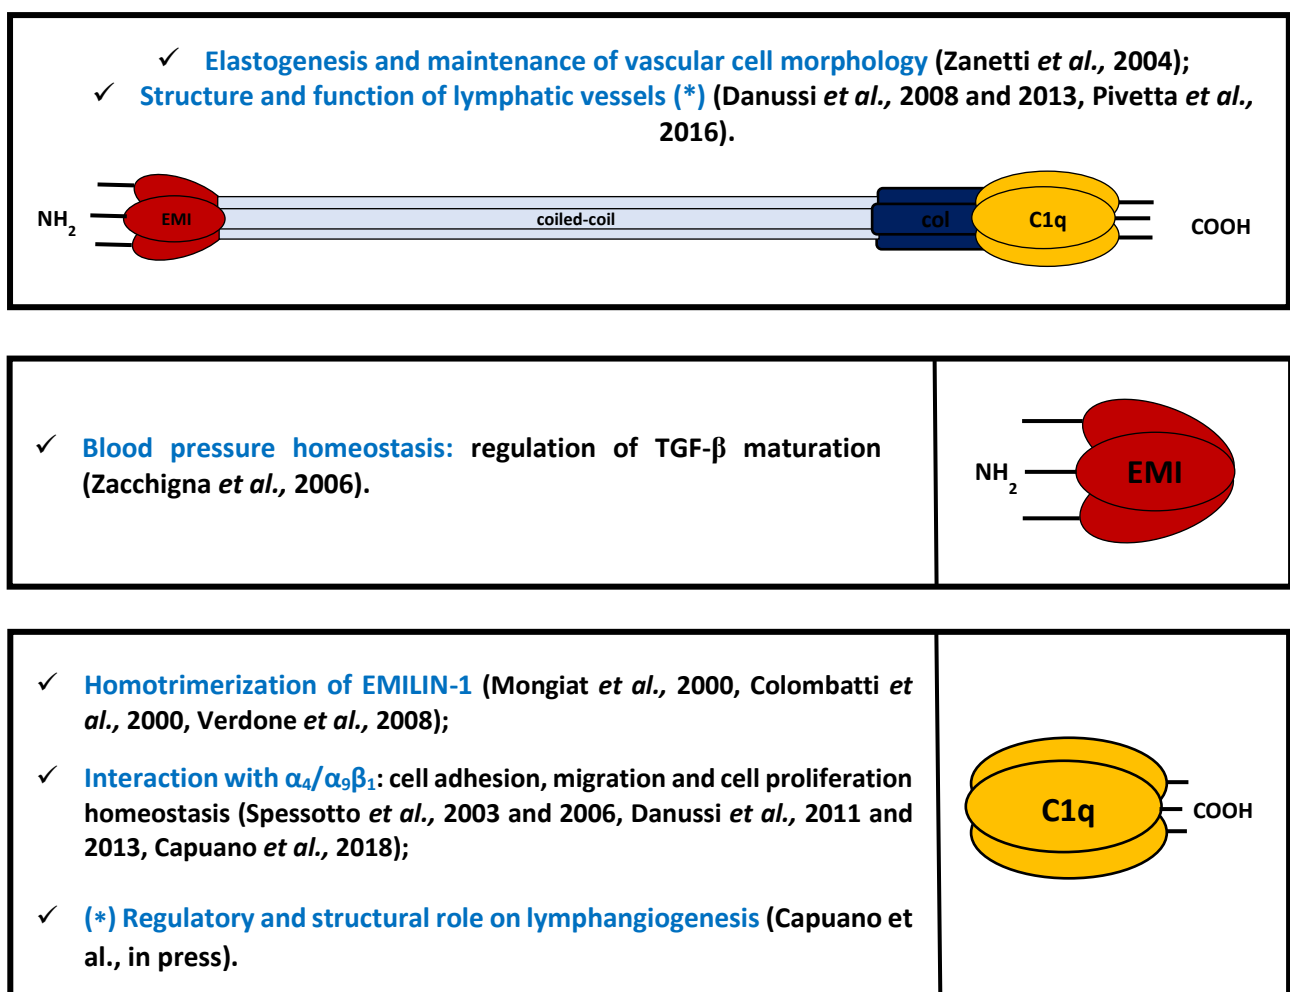 ✓ Elastogenesis and maintenance of vascular cell morphology (Zanetti et al., 2004);
✓ Structure and function of lymphatic vessels (*) (Danussi et al., 2008 and 2013, Pivetta et al.,
2016).
NH2 EMI coiled-coil col C1q COOH
✓ Blood pressure homeostasis: regulation of TGF-β maturation
(Zacchigna et al., 2006).
NH2 EMI
✓ Homotrimerization of EMILIN-1 (Mongiat et al., 2000, Colombatti et
al., 2000, Verdone et al., 2008);
✓ Interaction with α4/α9β1: cell adhesion, migration and cell proliferation
homeostasis (Spessotto et al., 2003 and 2006, Danussi et al., 2011 and
2013, Capuano et al., 2018);
✓ (*) Regulatory and structural role on lymphangiogenesis (Capuano et
al., in press).
C1q COOH